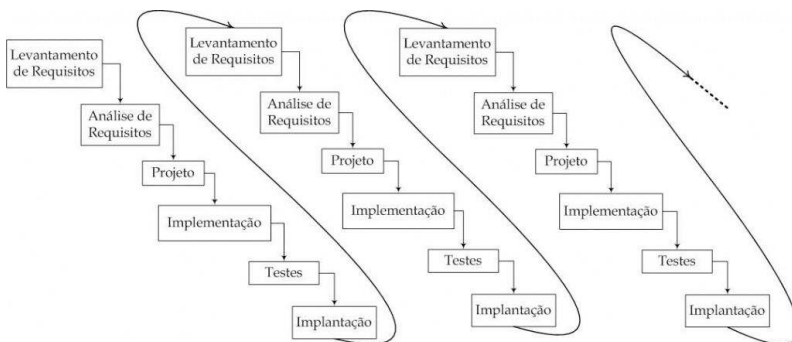 Levantamento
de Requisitos
Análise de
Requisitos
Projeto
Implementação
Testes
Implantação
Levantamento
de Requisitos
Análise de
Requisitos
Projeto
Implementação
Testes
Implantação
Levantamento
de Requisitos
Análise de
Requisitos
Projeto
Implementação
Testes
Implantação